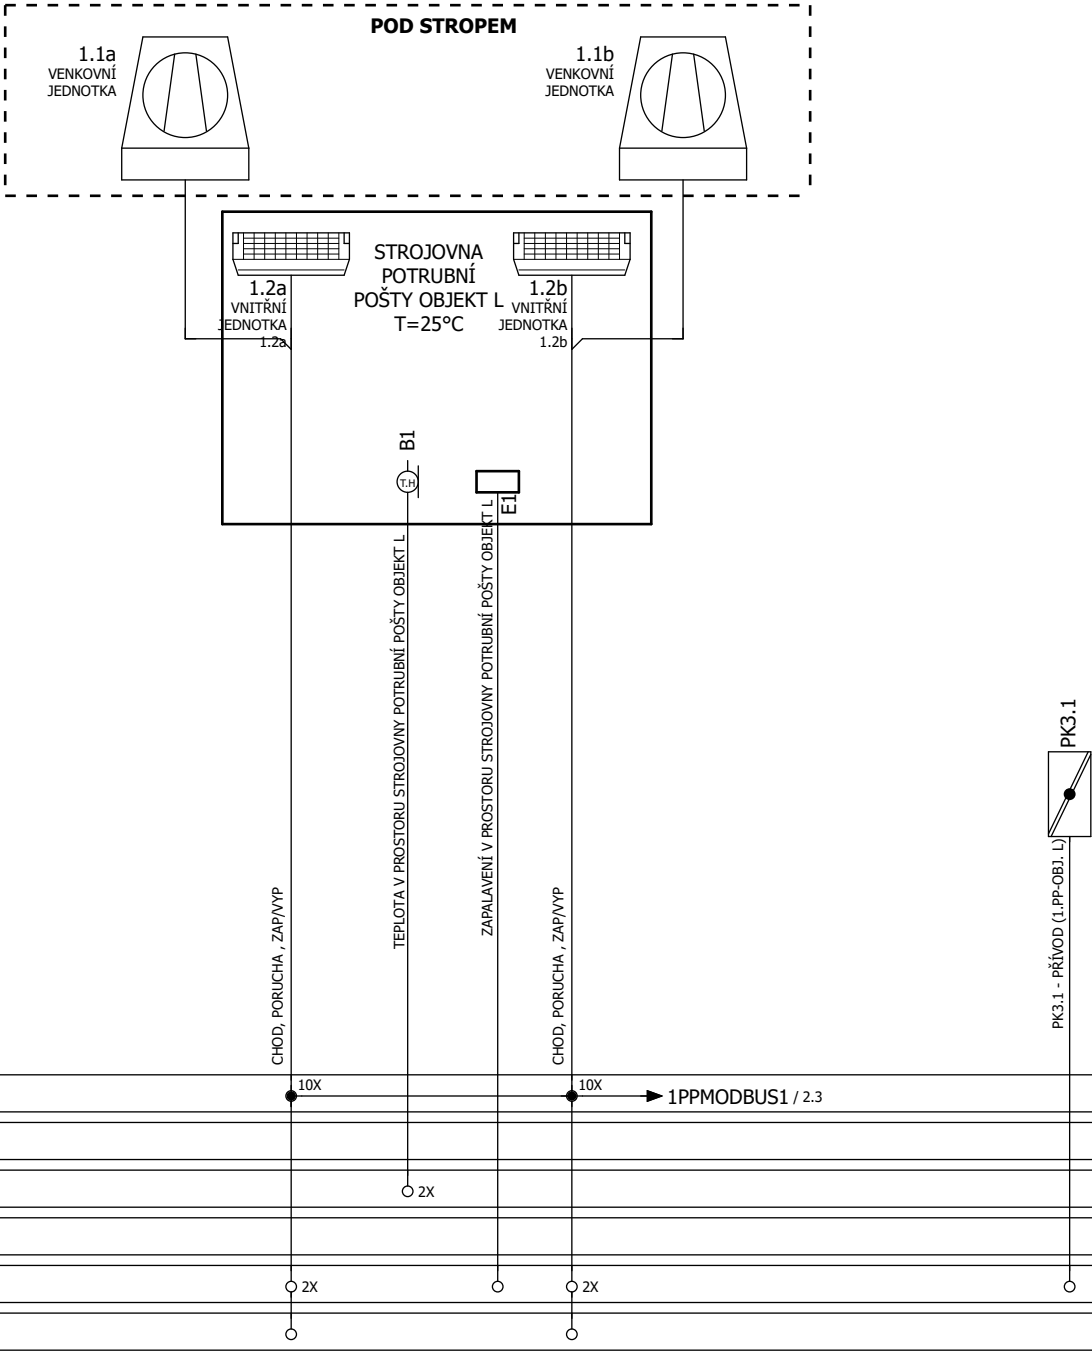 POD STROPEM
1.1a
VENKOVNÍ
JEDNOTKA
1.1b
VENKOVNÍ
JEDNOTKA
STROJOVNA
POTRUBNÍ
POŠTY OBJEKT L
T=25°C
1.2a
VNITŘNÍ
JEDNOTKA
1.2a
1.2b
VNITŘNÍ
JEDNOTKA
1.2b
B1
T.H
E1
TEPLOTA V PROSTORU STROJOVNY POTRUBNÍ POŠTY OBJEKT L
ZAPALAVENÍ V PROSTORU STROJOVNY POTRUBNÍ POŠTY OBJEKT L
CHOD, PORUCHA , ZAP/VYP
CHOD, PORUCHA , ZAP/VYP
PK3.1
PK3.1 - PŘÍVOD (1.PP-OBJ. L)
10X
10X
1PPMODBUS1 / 2.3
2X
2X
2X